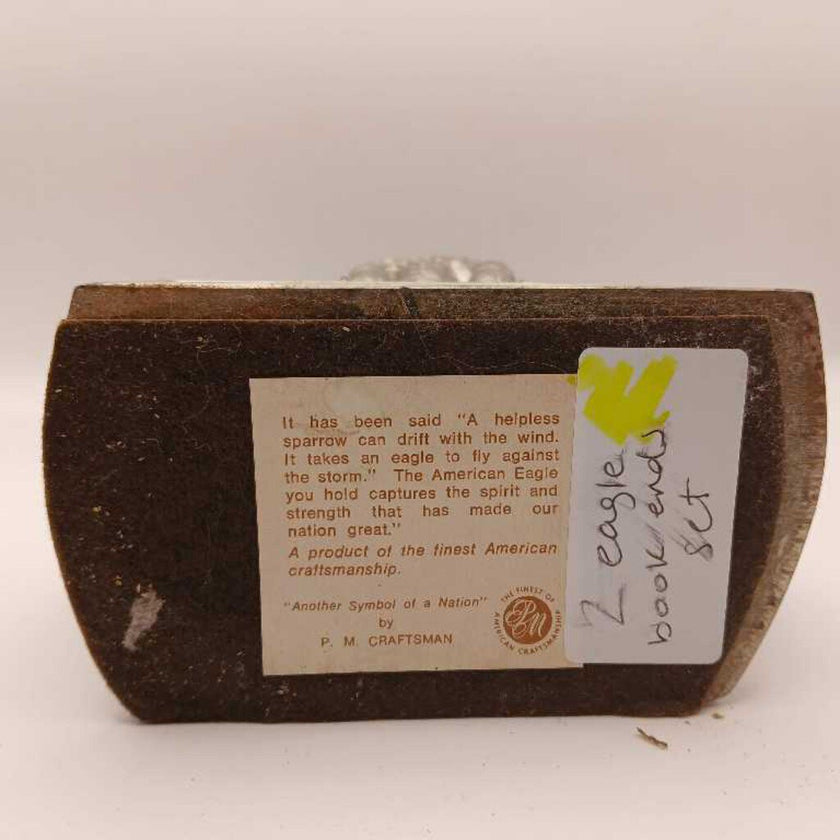 It has been said "A helpless
sparrow can drift with the wind.
It takes an eagle to fly against
the storm." The American Eagle
you hold captures the spirit and
strength that has made our
nation great."
A product of the finest American
craftsmanship.
"Another Symbol of a Nation"
by
P. M. CRAFTSMAN
THE FINEST OF
AMERICAN CRAFTSMANSHIP
PM
2 eagle
book ends
set